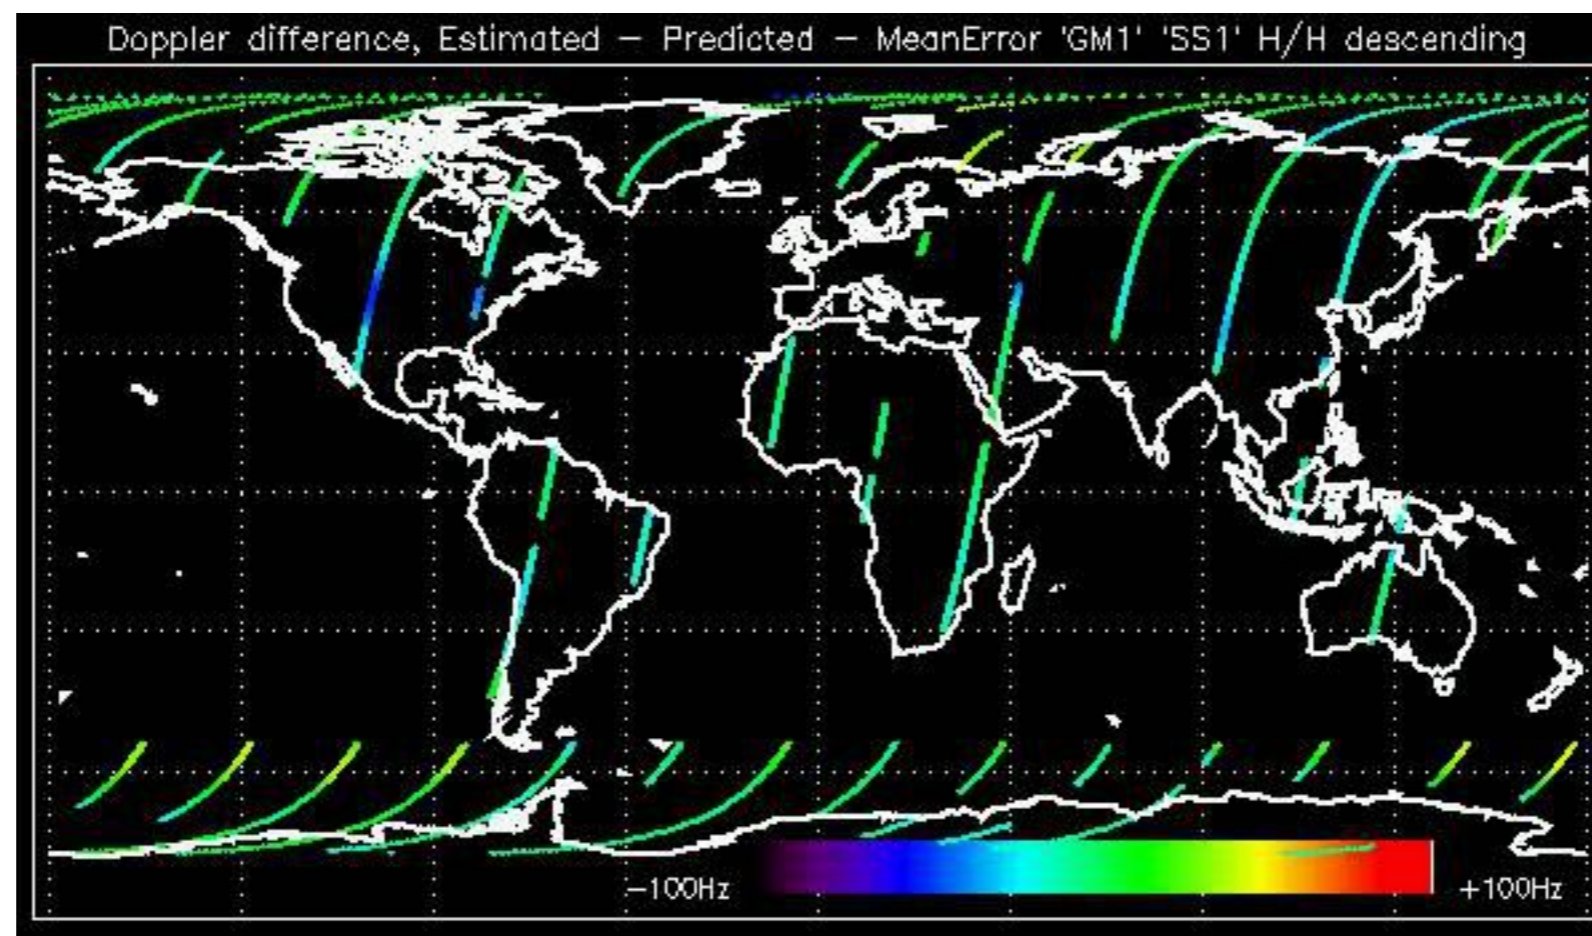 Doppler difference, Estimated – Predicted – MeanError 'GM1' 'SS1' H/H descending
−100Hz
+100Hz